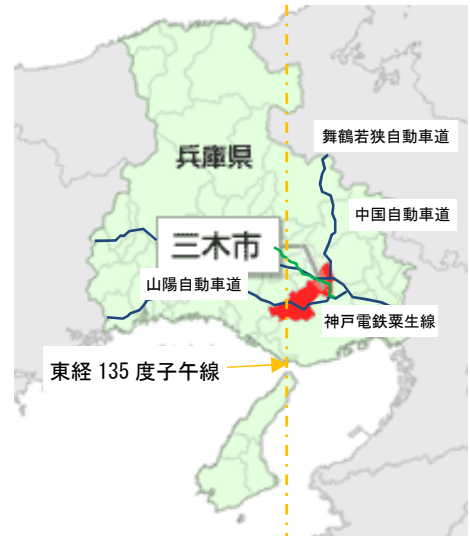 舞鶴若狭自動車道
兵庫県
中国自動車道
三木市
山陽自動車道
神戸電鉄粟生線
東経 135 度子午線